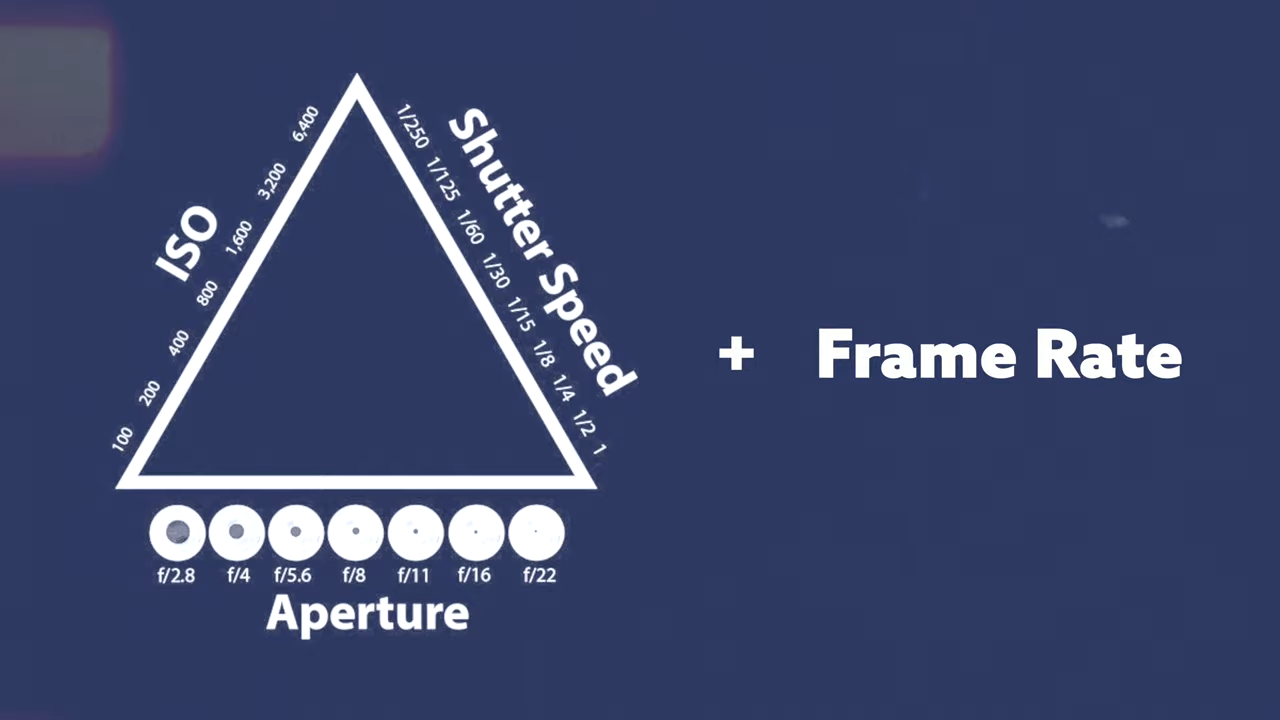 ISO
100 200 400 800 1,600 3,200 6,400
Shutter Speed
1/250 1/125 1/60 1/30 1/15 1/8 1/4 1/2 1
f/2.8 f/4 f/5.6 f/8 f/11 f/16 f/22
Aperture
+ Frame Rate